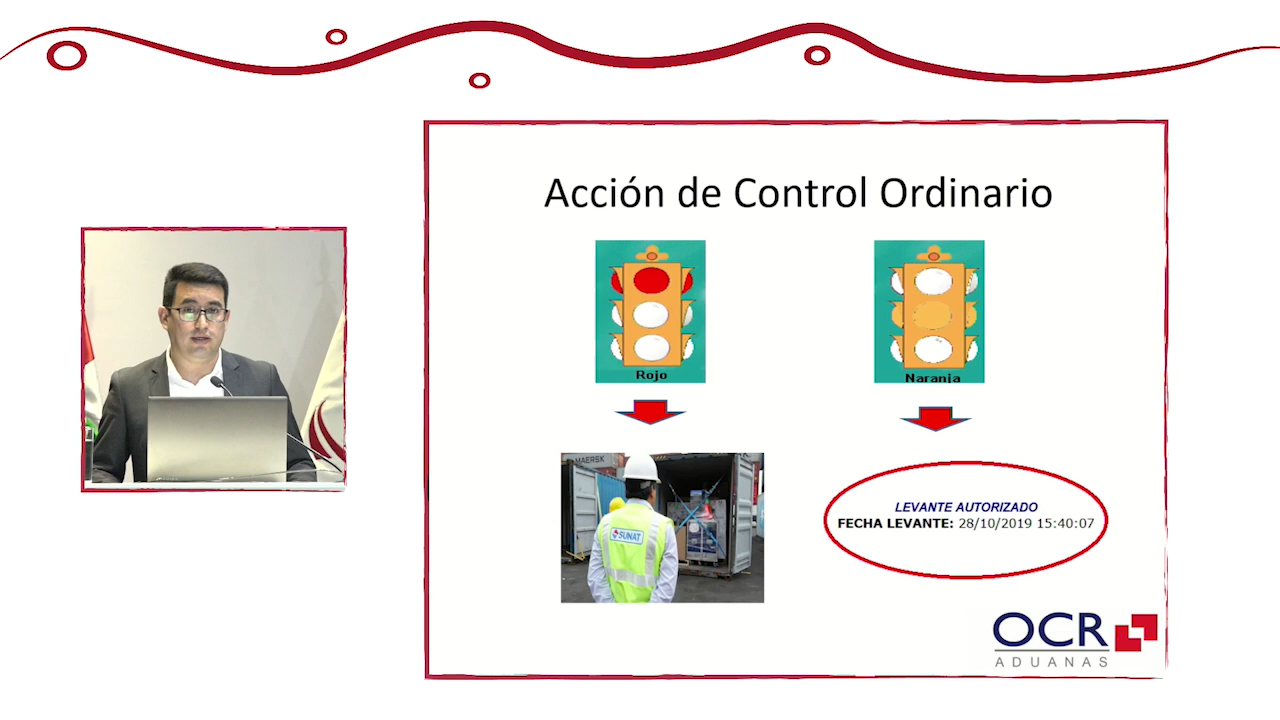 Acción de Control Ordinario
Rojo
Naranja
MAERSK
SUNAT
LEVANTE AUTORIZADO
FECHA LEVANTE: 28/10/2019 15:40:07
OCR
ADUANAS